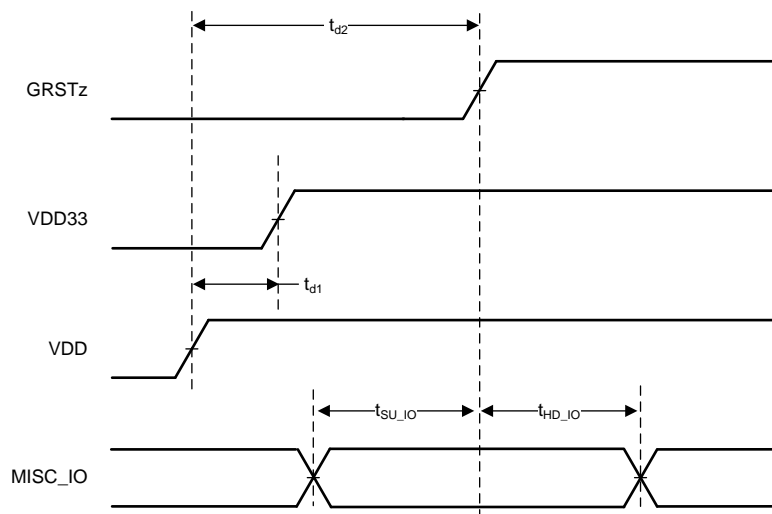 td2
GRSTz
VDD33
td1
VDD
tSU_IO
tHD_IO
MISC_IO